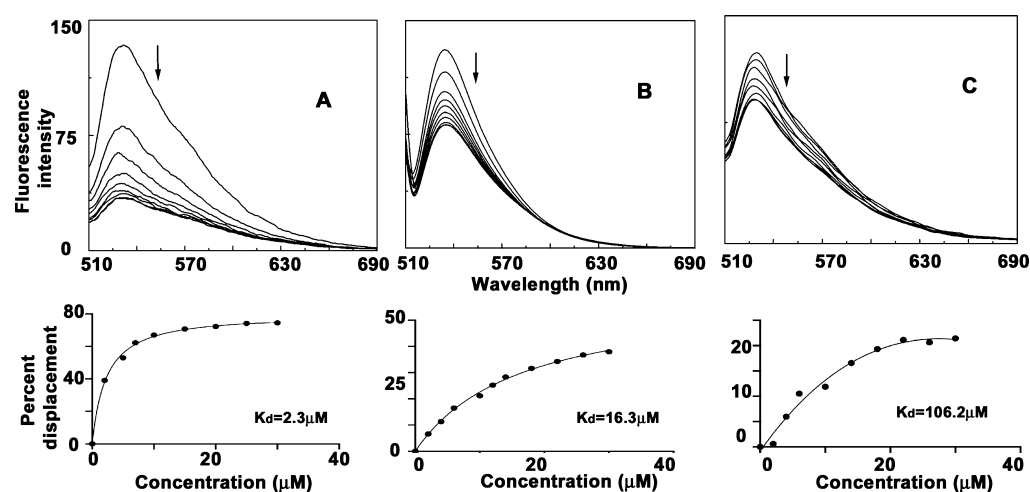 150
75
0
Fluorescence
intensity
A
B
C
510 570 630 690
510 570 630 690
510 570 630 690
Wavelength (nm)
80
40
0
Percent
displacement
Kd=2.3μM
0 20 40
Concentration (μM)
50
25
0
Kd=16.3μM
0 20 40
Concentration (μM)
20
10
0
Kd=106.2μM
0 20 40
Concentration (μM)